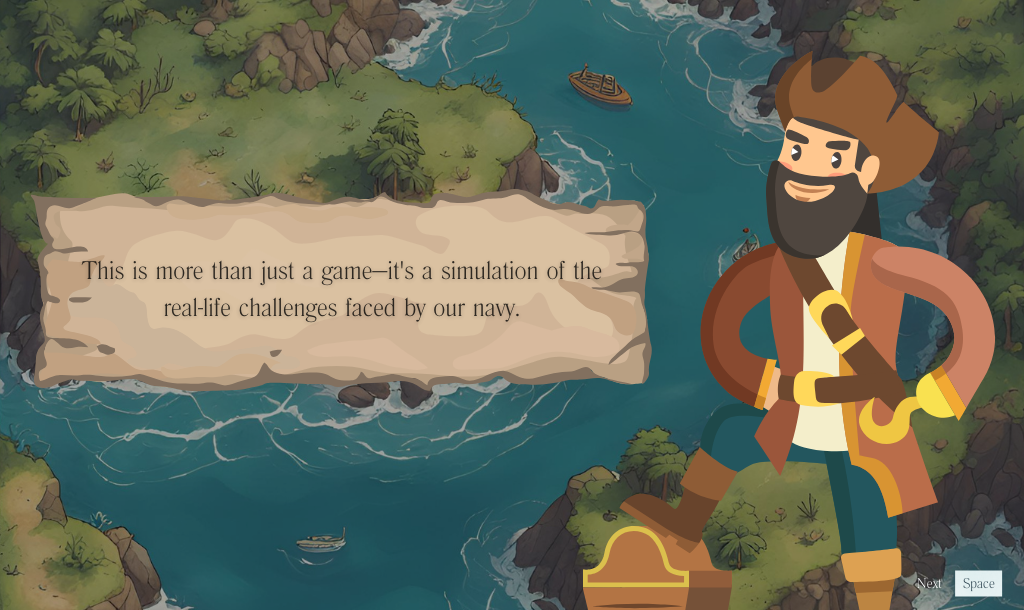 This is more than just a game—it's a simulation of the
real-life challenges faced by our navy.
Next Space